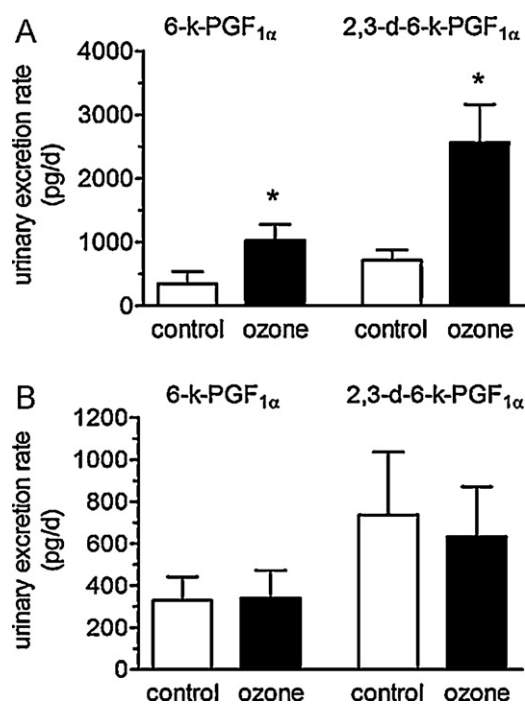 A
6-k-PGF1α 2,3-d-6-k-PGF1α
urinary excretion rate
(pg/d)
4000
3000
2000
1000
0
*
*
control ozone control ozone
B
6-k-PGF1α 2,3-d-6-k-PGF1α
urinary excretion rate
(pg/d)
1200
1000
800
600
400
200
0
control ozone control ozone